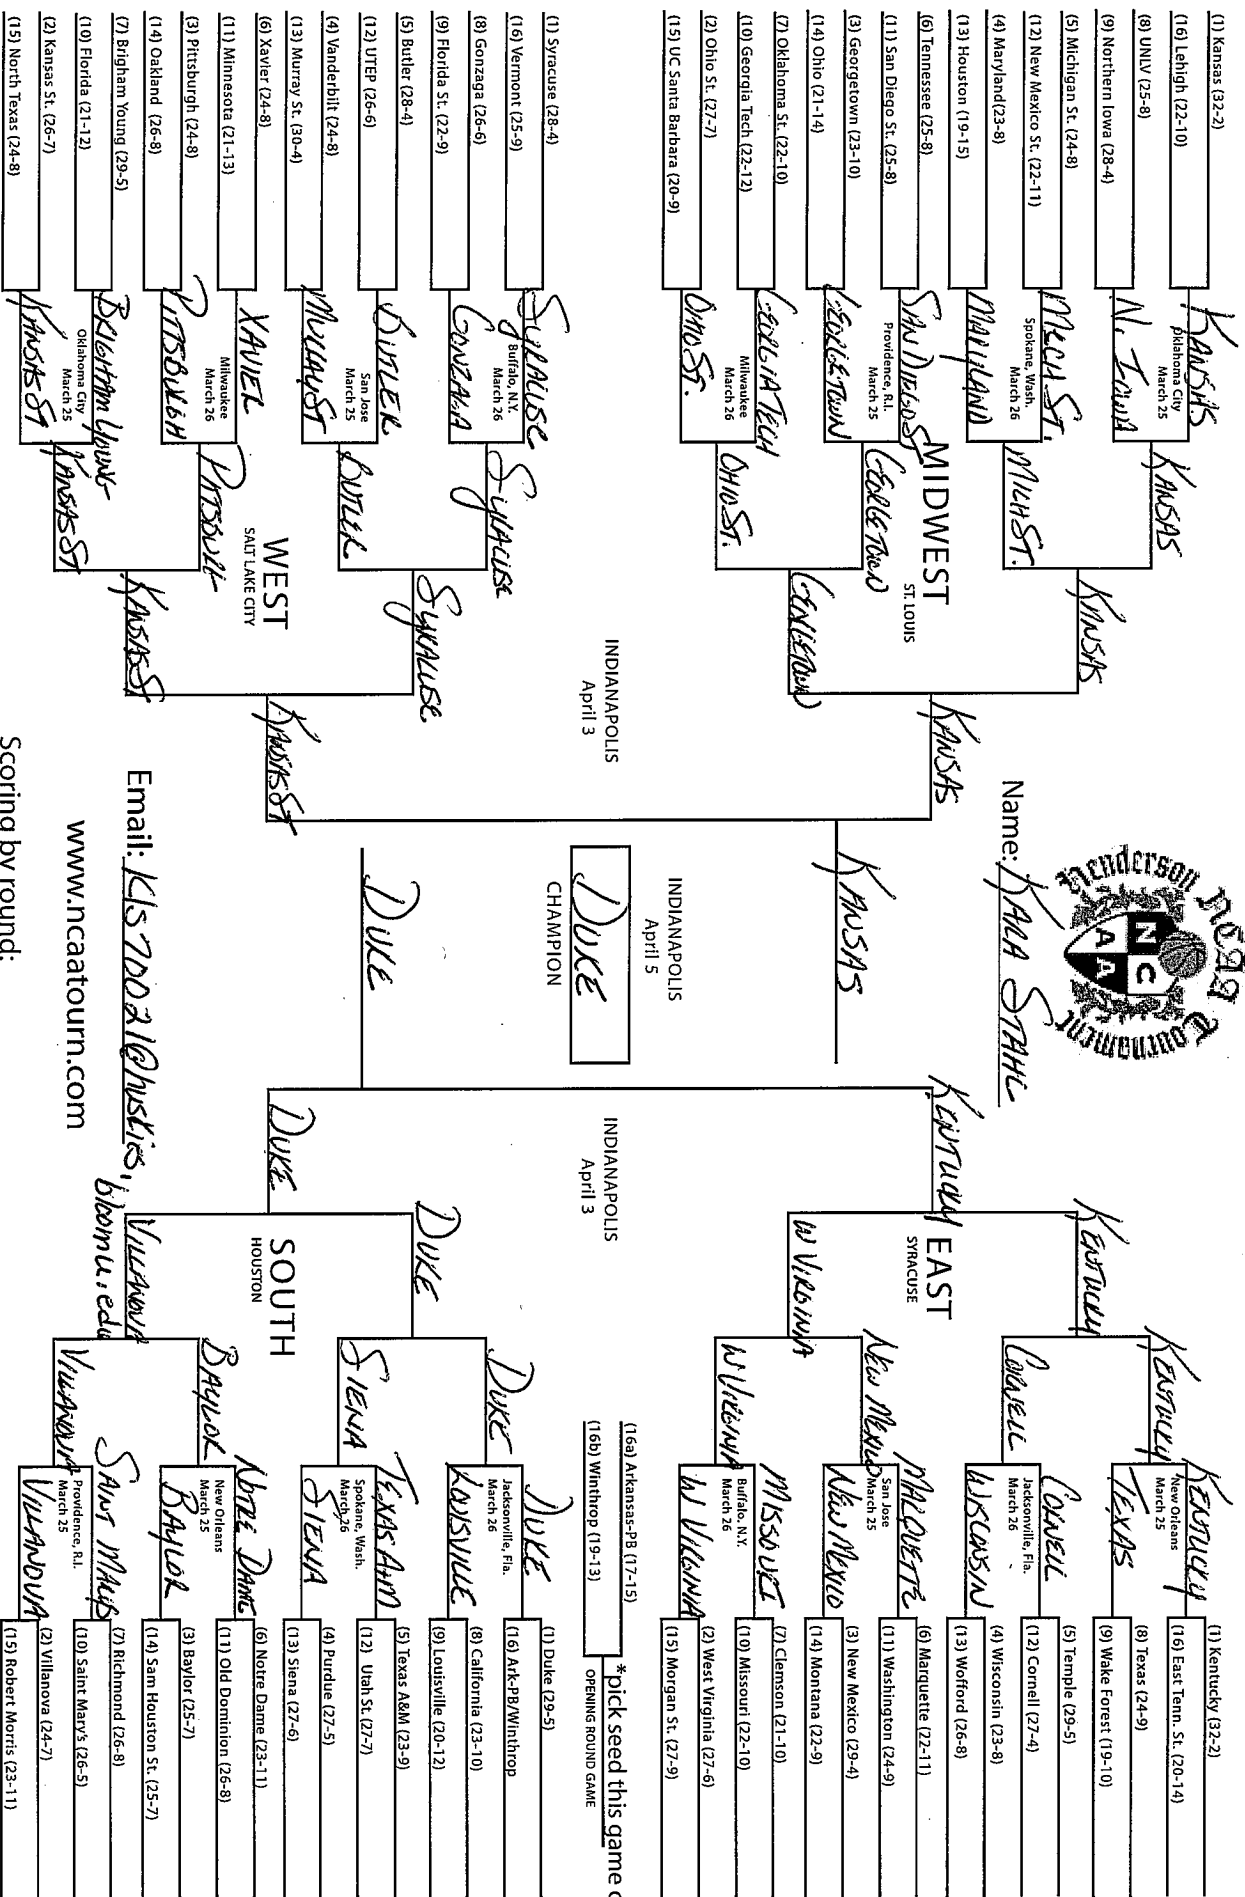 Henderson NCAA Tournament
N C
A A
Name: KARA STAHL
(1) Kansas (32-2)
(16) Lehigh (22-10)
(8) UNLV (25-8)
(9) Northern Iowa (28-4)
(5) Michigan St. (24-8)
(12) New Mexico St. (22-11)
(4) Maryland(23-8)
(13) Houston (19-15)
(6) Tennessee (25-8)
(11) San Diego St. (25-8)
(3) Georgetown (23-10)
(14) Ohio (21-14)
(7) Oklahoma St. (22-10)
(10) Georgia Tech (22-12)
(2) Ohio St. (27-7)
(15) UC Santa Barbara (20-9)
KANSAS
Oklahoma City
March 25
N. IOWA
MICH ST.
Spokane, Wash.
March 26
MARYLAND
SAN DIEGO ST
Providence, R.I.
March 25
GEORGETOWN
GEORGIA TECH
Milwaukee
March 26
OHIO ST.
KANSAS
MICH ST.
GEORGETOWN
OHIO ST.
MIDWEST
ST. LOUIS
KANSAS
GEORGETOWN
KANSAS
(1) Syracuse (28-4)
(16) Vermont (25-9)
(8) Gonzaga (26-6)
(9) Florida St. (22-9)
(5) Butler (28-4)
(12) UTEP (26-6)
(4) Vanderbilt (24-8)
(13) Murray St. (30-4)
(6) Xavier (24-8)
(11) Minnesota (21-13)
(3) Pittsburgh (24-8)
(14) Oakland (26-8)
(7) Brigham Young (29-5)
(10) Florida (21-12)
(2) Kansas St. (26-7)
(15) North Texas (24-8)
SYRACUSE
Buffalo, N.Y.
March 26
GONZAGA
BUTLER
San Jose
March 25
MURRAY ST
XAVIER
Milwaukee
March 26
PITTSBURGH
BRIGHAM YOUNG
Oklahoma City
March 25
KANSAS ST
SYRACUSE
BUTLER
KANSAS ST
WEST
SALT LAKE CITY
SYRACUSE
KANSAS ST
KANSAS ST
INDIANAPOLIS
April 3
KANSAS
INDIANAPOLIS
April 5
DUKE
CHAMPION
DUKE
INDIANAPOLIS
April 3
KENTUCKY
EAST
SYRACUSE
KENTUCKY
W VIRGINIA
KENTUCKY
CORNELL
NEW MEXICO
W VIRGINIA
KENTUCKY
New Orleans
March 25
TEXAS
CORNELL
Jacksonville, Fla.
March 26
WISCONSIN
MARQUETTE
San Jose
March 25
NEW MEXICO
MISSOURI
Buffalo, N.Y.
March 26
W VIRGINIA
(1) Kentucky (32-2)
(16) East Tenn. St. (20-14)
(8) Texas (24-9)
(9) Wake Forest (19-10)
(5) Temple (29-5)
(12) Cornell (27-4)
(4) Wisconsin (23-8)
(13) Wofford (26-8)
(6) Marquette (22-11)
(11) Washington (24-9)
(3) New Mexico (29-4)
(14) Montana (22-9)
(7) Clemson (21-10)
(10) Missouri (22-10)
(2) West Virginia (27-6)
(15) Morgan St. (27-9)
(16a) Arkansas-PB (17-15)
(16b) Winthrop (19-13)
*pick seed this game
OPENING ROUND GAME
DUKE
SOUTH
HOUSTON
DUKE
VILLANOVA
DUKE
SIENA
BAYLOR
VILLANOVA
DUKE
Jacksonville, Fla.
March 26
LOUISVILLE
TEXAS A&M
Spokane, Wash.
March 26
SIENA
NOTRE DAME
New Orleans
March 25
BAYLOR
Providence, R.I.
March 25
VILLANOVA
(1) Duke (29-5)
(16) Ark-PB/Winthrop
(8) California (23-10)
(9) Louisville (20-12)
(5) Texas A&M (23-9)
(12) Utah St. (27-7)
(4) Purdue (27-5)
(13) Siena (27-6)
(6) Notre Dame (23-11)
(11) Old Dominion (26-8)
(3) Baylor (25-7)
(14) Sam Houston St. (25-7)
(7) Richmond (26-8)
(10) Saint Mary's (26-5)
(2) Villanova (24-7)
(15) Robert Morris (23-11)
Email: kls70021@huskies.
bloomu.edu
www.ncaatourn.com
Scoring by round: